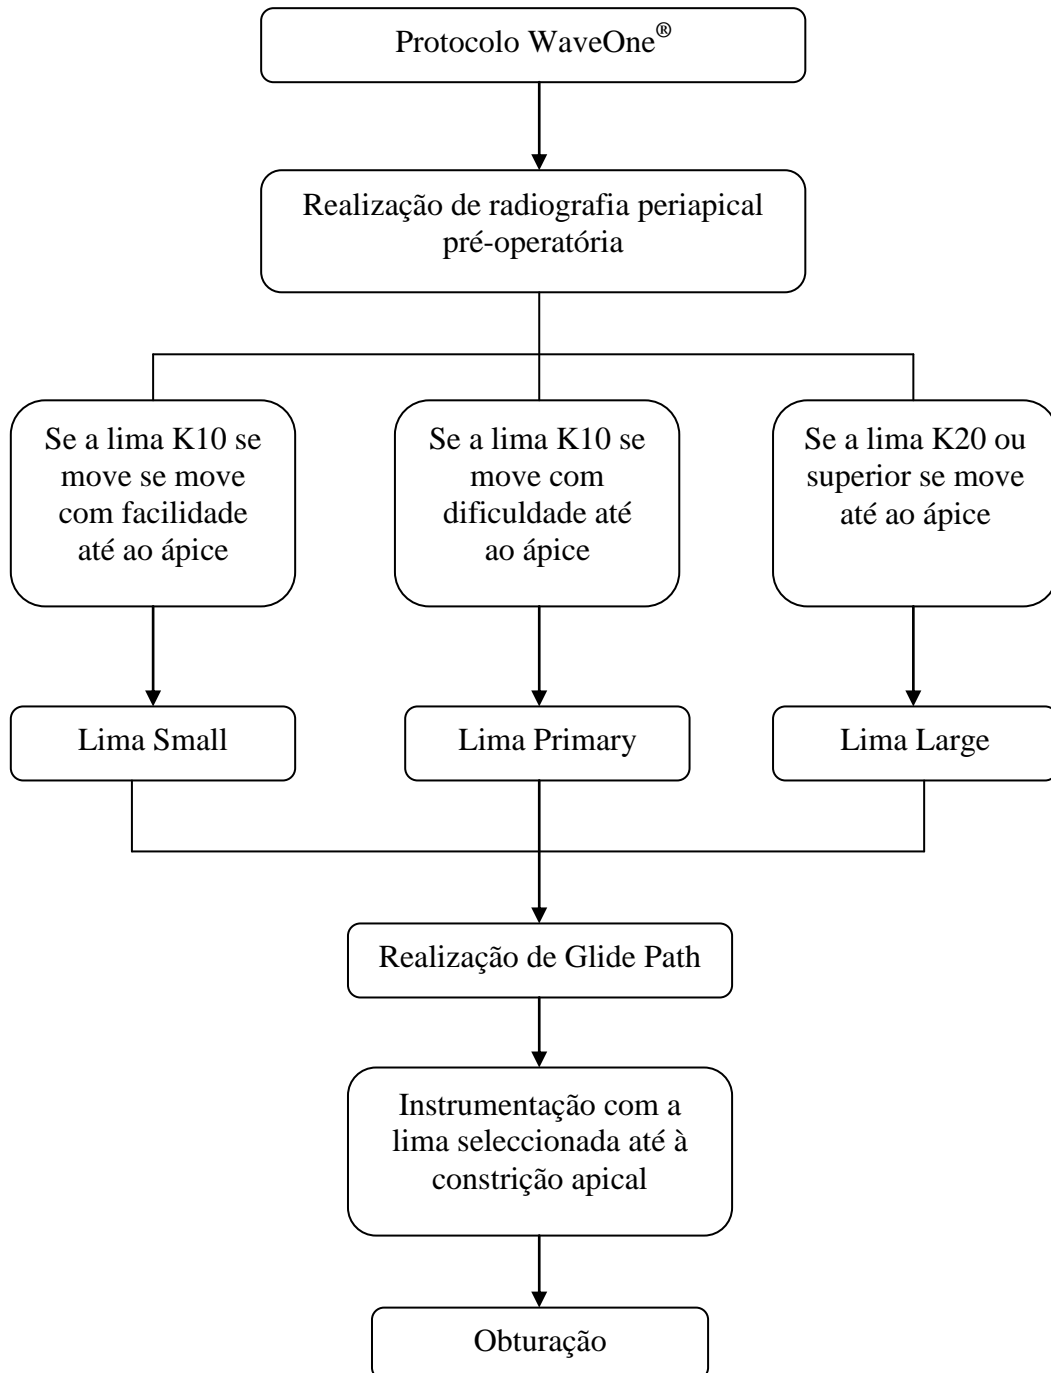 Protocolo WaveOne®
Realização de radiografia periapical
pré-operatória
Se a lima K10 se
move se move
com facilidade
até ao ápice
Se a lima K10 se
move com
dificuldade até
ao ápice
Se a lima K20 ou
superior se move
até ao ápice
Lima Small
Lima Primary
Lima Large
Realização de Glide Path
Instrumentação com a
lima seleccionada até à
constrição apical
Obturação